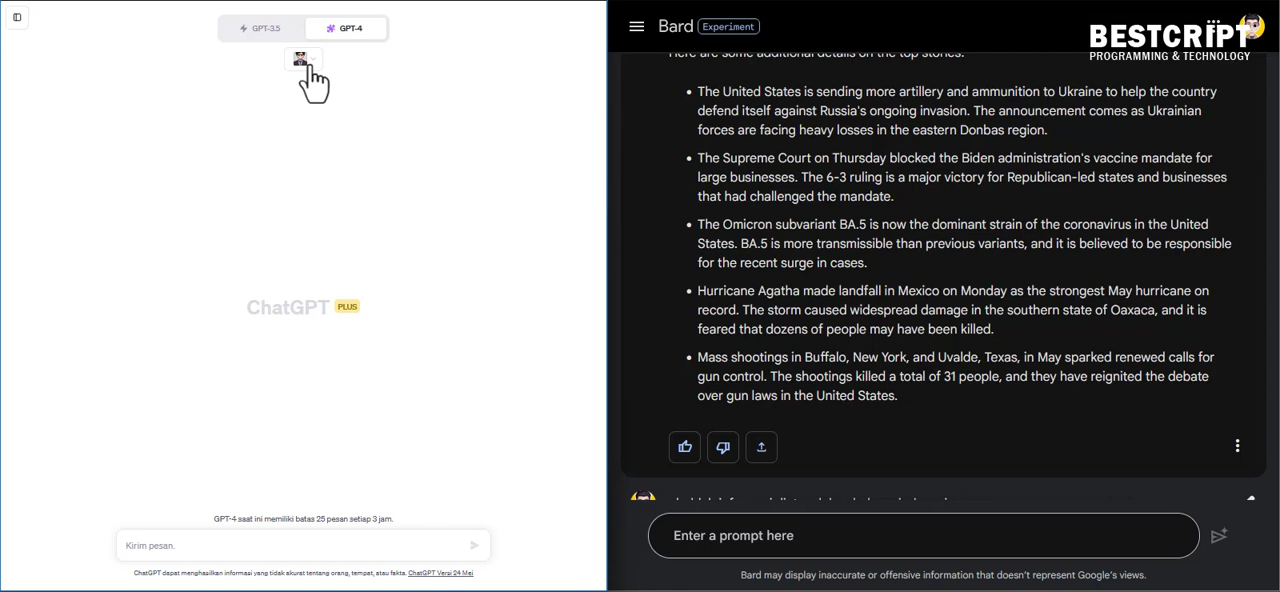 GPT-3.5
GPT-4
ChatGPT PLUS
GPT-4 saat ini memiliki batas 25 pesan setiap 3 jam.
Kirim pesan.
ChatGPT dapat menghasilkan informasi yang tidak akurat tentang orang, tempat, atau fakta. ChatGPT Versi 24 Mei
Bard Experiment
BESTCRIPT
PROGRAMMING & TECHNOLOGY
Here are some additional details on the top stories:
• The United States is sending more artillery and ammunition to Ukraine to help the country
defend itself against Russia's ongoing invasion. The announcement comes as Ukrainian
forces are facing heavy losses in the eastern Donbas region.
• The Supreme Court on Thursday blocked the Biden administration's vaccine mandate for
large businesses. The 6-3 ruling is a major victory for Republican-led states and businesses
that had challenged the mandate.
• The Omicron subvariant BA.5 is now the dominant strain of the coronavirus in the United
States. BA.5 is more transmissible than previous variants, and it is believed to be responsible
for the recent surge in cases.
• Hurricane Agatha made landfall in Mexico on Monday as the strongest May hurricane on
record. The storm caused widespread damage in the southern state of Oaxaca, and it is
feared that dozens of people may have been killed.
• Mass shootings in Buffalo, New York, and Uvalde, Texas, in May sparked renewed calls for
gun control. The shootings killed a total of 31 people, and they have reignited the debate
over gun laws in the United States.
Enter a prompt here
Bard may display inaccurate or offensive information that doesn't represent Google's views.